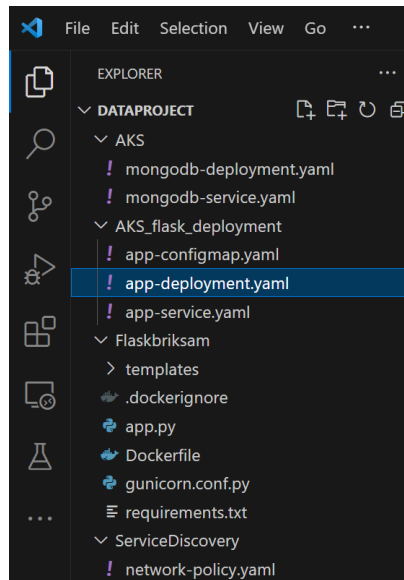 File Edit Selection View Go ···
EXPLORER ···
DATAPROJECT
AKS
! mongodb-deployment.yaml
! mongodb-service.yaml
AKS_flask_deployment
! app-configmap.yaml
! app-deployment.yaml
! app-service.yaml
Flaskbriksam
templates
.dockerignore
app.py
Dockerfile
gunicorn.conf.py
requirements.txt
ServiceDiscovery
! network-policy.yaml